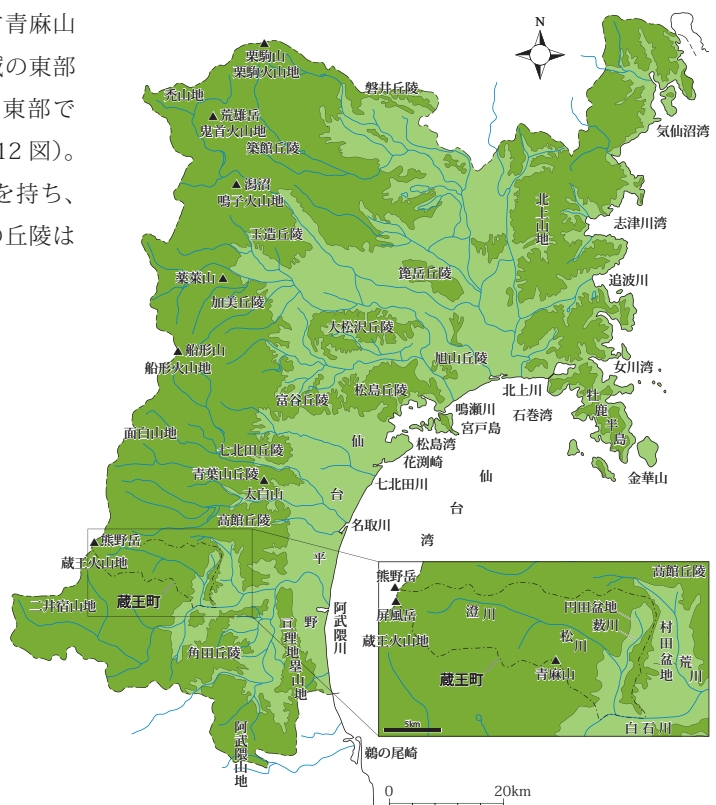 青麻山
の東部
東部で
12 図)。
を持ち、
の丘陵は
N
栗駒山
栗駒火山地
禿山地
荒雄岳
鬼首火山地
磐井丘陵
築館丘陵
気仙沼湾
潟沼
鳴子火山地
北上山地
志津川湾
玉造丘陵
薬莱山
加美丘陵
篦岳丘陵
追波川
大松沢丘陵
船形山
船形火山地
旭山丘陵
女川湾
富谷丘陵
松島丘陵
北上川
鳴瀬川
石巻湾
宮戸島
牡鹿半島
面白山地
松島湾
花渕崎
金華山
七北田丘陵
七北田川
青葉山丘陵
太白山
仙台平野
仙台湾
高館丘陵
名取川
熊野岳
蔵王火山地
蔵王町
二井宿山地
阿武隈川
角田丘陵
亘理地塁山地
阿武隈山地
鵜の尾崎
0 20km
高館丘陵
熊野岳
屏風岳
澄川
円田盆地
藪川
松川
村田盆地
荒川
蔵王火山地
蔵王町
青麻山
白石川
5km